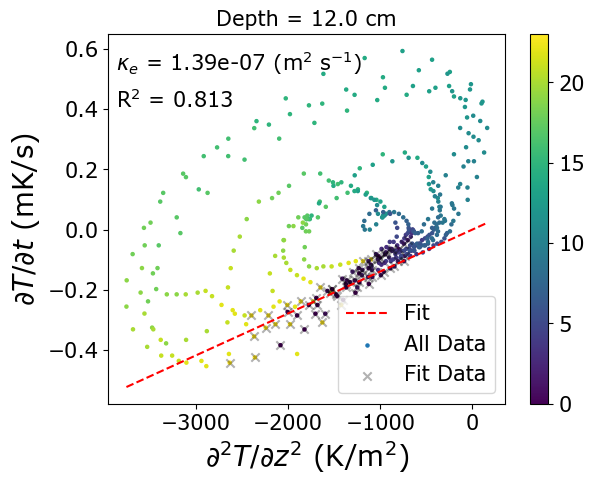 Depth = 12.0 cm
κₑ = 1.39e-07 (m² s⁻¹)
R² = 0.813
∂T/∂t (mK/s)
0.6
0.4
0.2
0.0
−0.2
−0.4
Fit
All Data
Fit Data
−3000 −2000 −1000 0
∂²T/∂z² (K/m²)
20
15
10
5
0